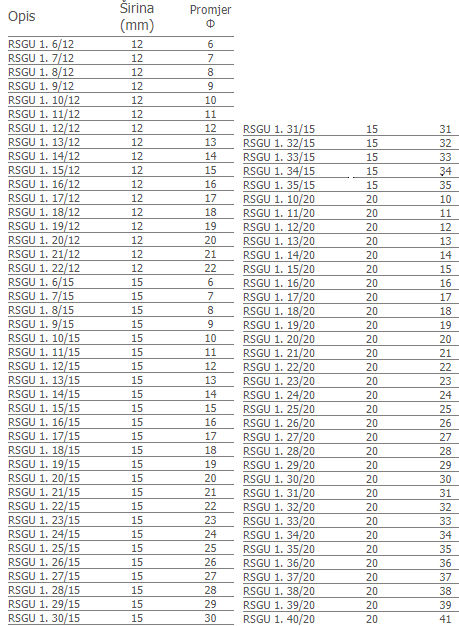 Opis Širina (mm) Promjer Φ
RSGU 1. 6/12 12 6
RSGU 1. 7/12 12 7
RSGU 1. 8/12 12 8
RSGU 1. 9/12 12 9
RSGU 1. 10/12 12 10
RSGU 1. 11/12 12 11
RSGU 1. 12/12 12 12
RSGU 1. 13/12 12 13
RSGU 1. 14/12 12 14
RSGU 1. 15/12 12 15
RSGU 1. 16/12 12 16
RSGU 1. 17/12 12 17
RSGU 1. 18/12 12 18
RSGU 1. 19/12 12 19
RSGU 1. 20/12 12 20
RSGU 1. 21/12 12 21
RSGU 1. 22/12 12 22
RSGU 1. 6/15 15 6
RSGU 1. 7/15 15 7
RSGU 1. 8/15 15 8
RSGU 1. 9/15 15 9
RSGU 1. 10/15 15 10
RSGU 1. 11/15 15 11
RSGU 1. 12/15 15 12
RSGU 1. 13/15 15 13
RSGU 1. 14/15 15 14
RSGU 1. 15/15 15 15
RSGU 1. 16/15 15 16
RSGU 1. 17/15 15 17
RSGU 1. 18/15 15 18
RSGU 1. 19/15 15 19
RSGU 1. 20/15 15 20
RSGU 1. 21/15 15 21
RSGU 1. 22/15 15 22
RSGU 1. 23/15 15 23
RSGU 1. 24/15 15 24
RSGU 1. 25/15 15 25
RSGU 1. 26/15 15 26
RSGU 1. 27/15 15 27
RSGU 1. 28/15 15 28
RSGU 1. 29/15 15 29
RSGU 1. 30/15 15 30
RSGU 1. 31/15 15 31
RSGU 1. 32/15 15 32
RSGU 1. 33/15 15 33
RSGU 1. 34/15 15 34
RSGU 1. 35/15 15 35
RSGU 1. 10/20 20 10
RSGU 1. 11/20 20 11
RSGU 1. 12/20 20 12
RSGU 1. 13/20 20 13
RSGU 1. 14/20 20 14
RSGU 1. 15/20 20 15
RSGU 1. 16/20 20 16
RSGU 1. 17/20 20 17
RSGU 1. 18/20 20 18
RSGU 1. 19/20 20 19
RSGU 1. 20/20 20 20
RSGU 1. 21/20 20 21
RSGU 1. 22/20 20 22
RSGU 1. 23/20 20 23
RSGU 1. 24/20 20 24
RSGU 1. 25/20 20 25
RSGU 1. 26/20 20 26
RSGU 1. 27/20 20 27
RSGU 1. 28/20 20 28
RSGU 1. 29/20 20 29
RSGU 1. 30/20 20 30
RSGU 1. 31/20 20 31
RSGU 1. 32/20 20 32
RSGU 1. 33/20 20 33
RSGU 1. 34/20 20 34
RSGU 1. 35/20 20 35
RSGU 1. 36/20 20 36
RSGU 1. 37/20 20 37
RSGU 1. 38/20 20 38
RSGU 1. 39/20 20 39
RSGU 1. 40/20 20 41